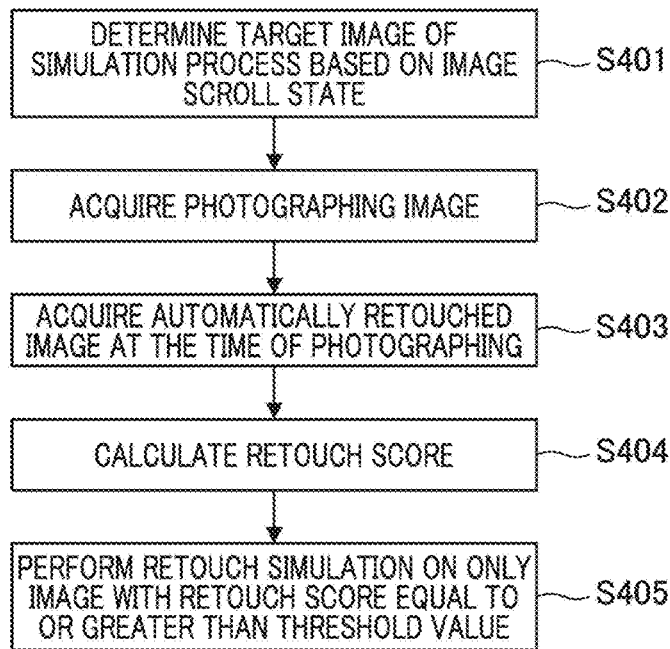 DETERMINE TARGET IMAGE OF
SIMULATION PROCESS BASED ON IMAGE
SCROLL STATE
S401
ACQUIRE PHOTOGRAPHING IMAGE
S402
ACQUIRE AUTOMATICALLY RETOUCHED
IMAGE AT THE TIME OF PHOTOGRAPHING
S403
CALCULATE RETOUCH SCORE
S404
PERFORM RETOUCH SIMULATION ON ONLY
IMAGE WITH RETOUCH SCORE EQUAL TO
OR GREATER THAN THRESHOLD VALUE
S405